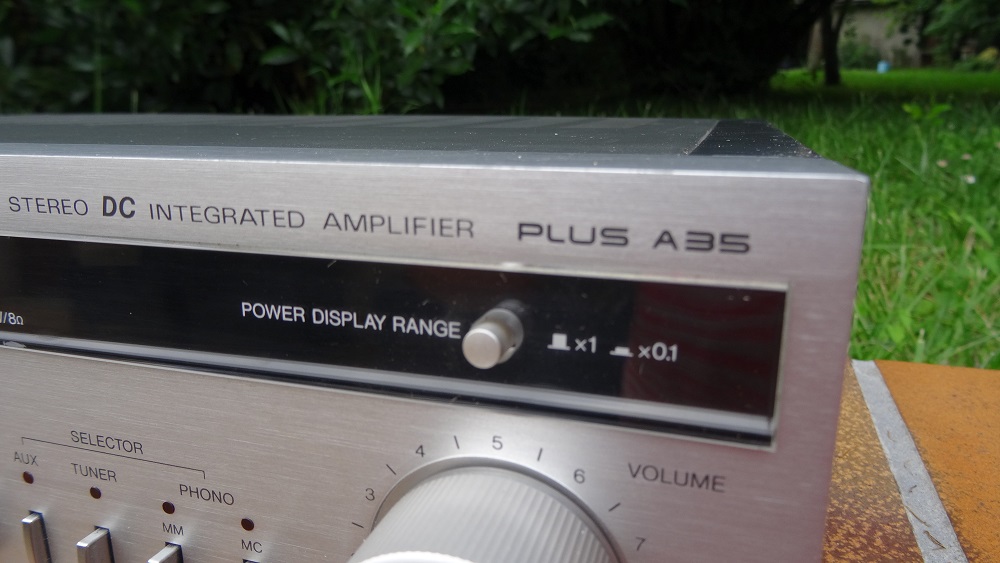 STEREO DC INTEGRATED AMPLIFIER PLUS A35
/8Ω
POWER DISPLAY RANGE
×1
×0.1
SELECTOR
AUX
TUNER
PHONO
MM
MC
3
4
5
6
7
VOLUME